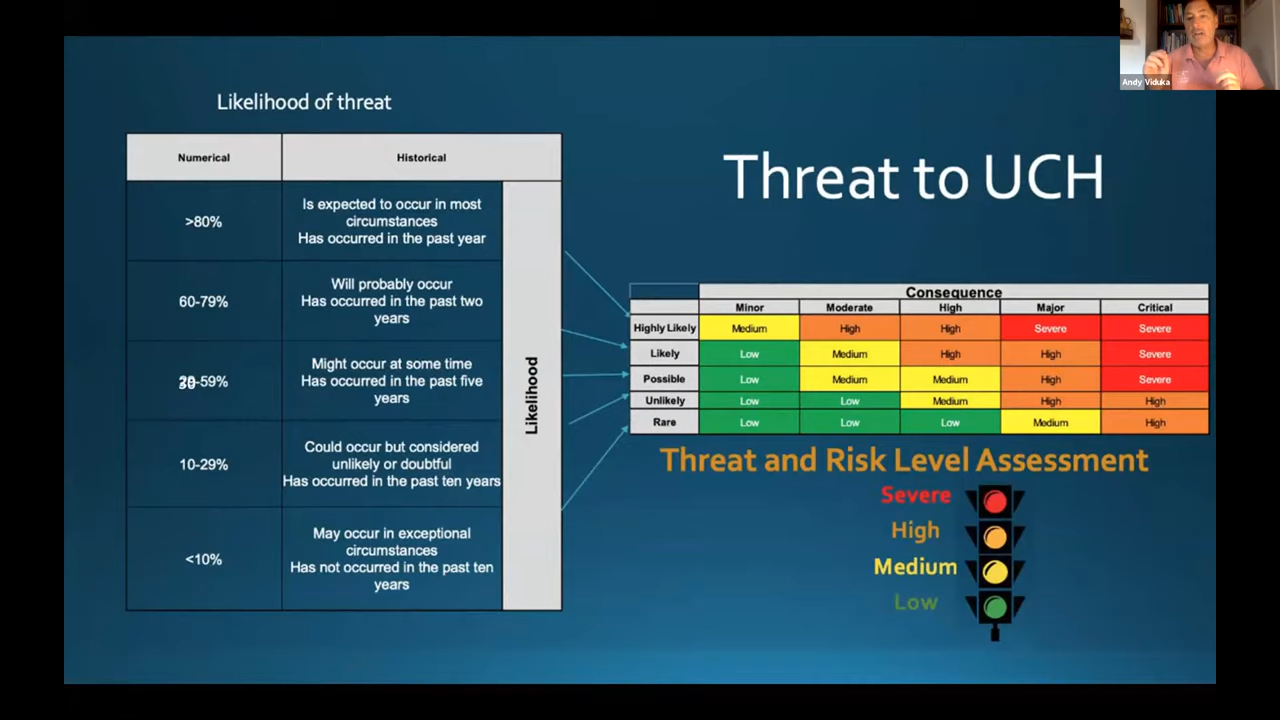 Andy Viduka
Likelihood of threat
Numerical Historical
>80%
Is expected to occur in most
circumstances
Has occurred in the past year
60-79%
Will probably occur
Has occurred in the past two
years
-59%
Might occur at some time
Has occurred in the past five
years
10-29%
Could occur but considered
unlikely or doubtful
Has occurred in the past ten years
<10%
May occur in exceptional
circumstances
Has not occurred in the past ten
years
Likelihood
Threat to UCH
Consequence
Minor Moderate High Major Critical
Highly Likely Medium High High Severe Severe
Likely Low Medium High High Severe
Possible Low Medium Medium High Severe
Unlikely Low Low Medium High High
Rare Low Low Low Medium High
Threat and Risk Level Assessment
Severe
High
Medium
Low